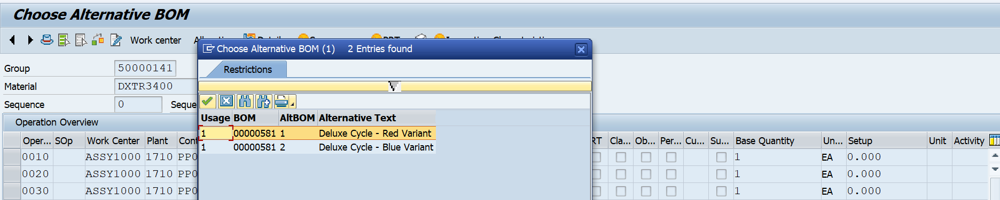 Choose Alternative BOM
Work center
Choose Alternative BOM (1) 2 Entries found
Restrictions
Group 50000141
Material DXTR3400
Sequence 0
Usage BOM AltBOM Alternative Text
1 00000581 1 Deluxe Cycle - Red Variant
1 00000581 2 Deluxe Cycle - Blue Variant
Operation Overview
Oper... SOp Work Center Plant Cla... Ob... Per... Cu... Su... Base Quantity Un... Setup Unit Activity
0010 ASSY1000 1710 PP0 1 EA 0.000
0020 ASSY1000 1710 PP0 1 EA 0.000
0030 ASSY1000 1710 PP0 1 EA 0.000